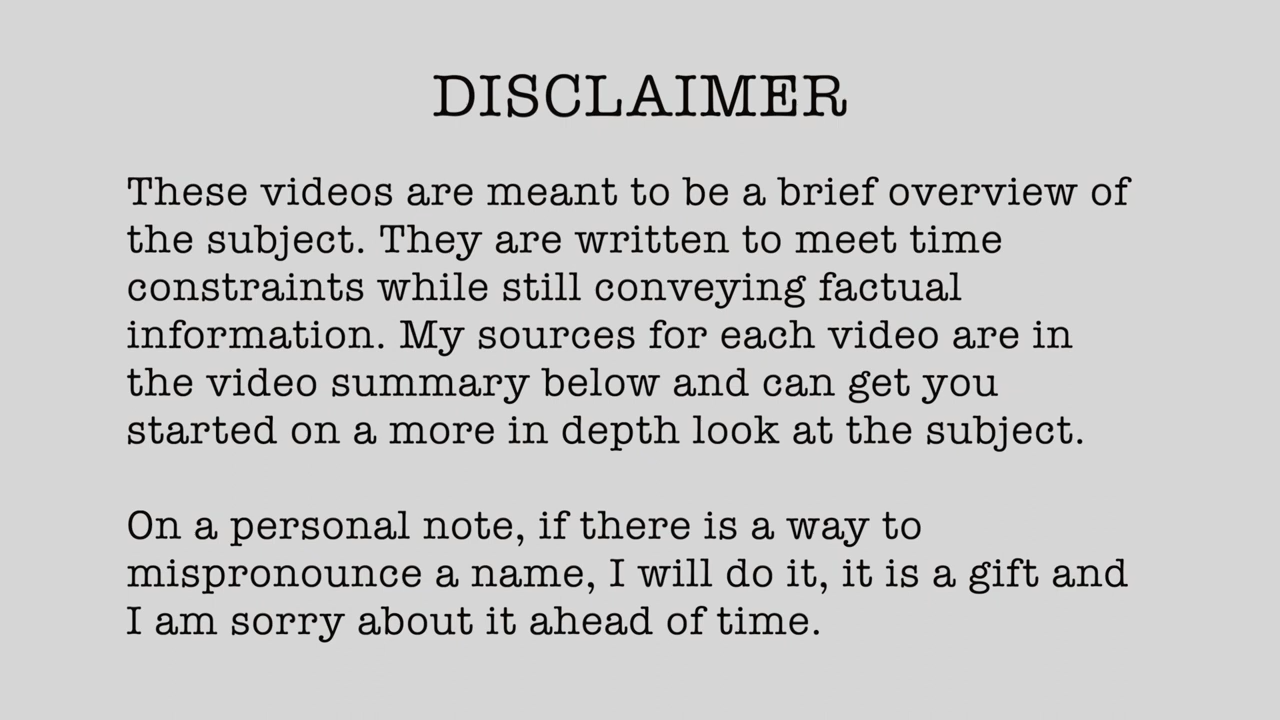 DISCLAIMER
These videos are meant to be a brief overview of
the subject. They are written to meet time
constraints while still conveying factual
information. My sources for each video are in
the video summary below and can get you
started on a more in depth look at the subject.
On a personal note, if there is a way to
mispronounce a name, I will do it, it is a gift and
I am sorry about it ahead of time.